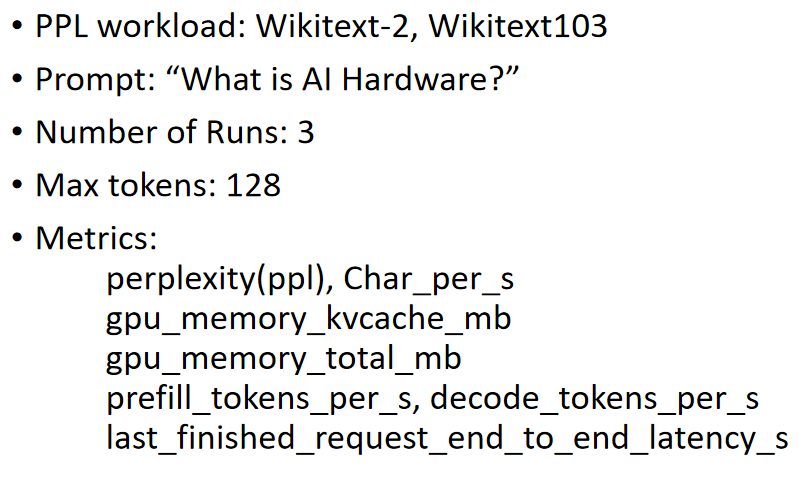 • PPL workload: Wikitext-2, Wikitext103
• Prompt: “What is AI Hardware?”
• Number of Runs: 3
• Max tokens: 128
• Metrics:
perplexity(ppl), Char_per_s
gpu_memory_kvcache_mb
gpu_memory_total_mb
prefill_tokens_per_s, decode_tokens_per_s
last_finished_request_end_to_end_latency_s